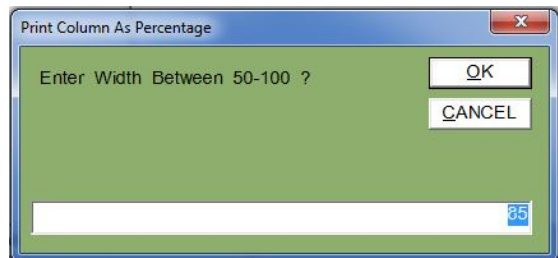 Print Column As Percentage
Enter Width Between 50-100 ?
OK
CANCEL
85